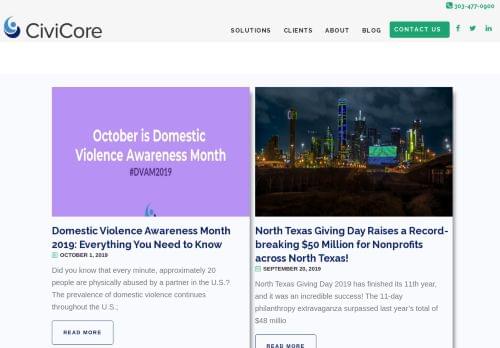 303-477-0900
CiviCore
SOLUTIONS CLIENTS ABOUT BLOG CONTACT US
October is Domestic
Violence Awareness Month
#DVAM2019
Domestic Violence Awareness Month
2019: Everything You Need to Know
OCTOBER 1, 2019
Did you know that every minute, approximately 20
people are physically abused by a partner in the U.S.?
The prevalence of domestic violence continues
throughout the U.S.;
READ MORE
North Texas Giving Day Raises a Record-
breaking $50 Million for Nonprofits
across North Texas!
SEPTEMBER 20, 2019
North Texas Giving Day 2019 has finished its 11th year,
and it was an incredible success! The 11-day
philanthropy extravaganza surpassed last year's total of
$48 millio
READ MORE